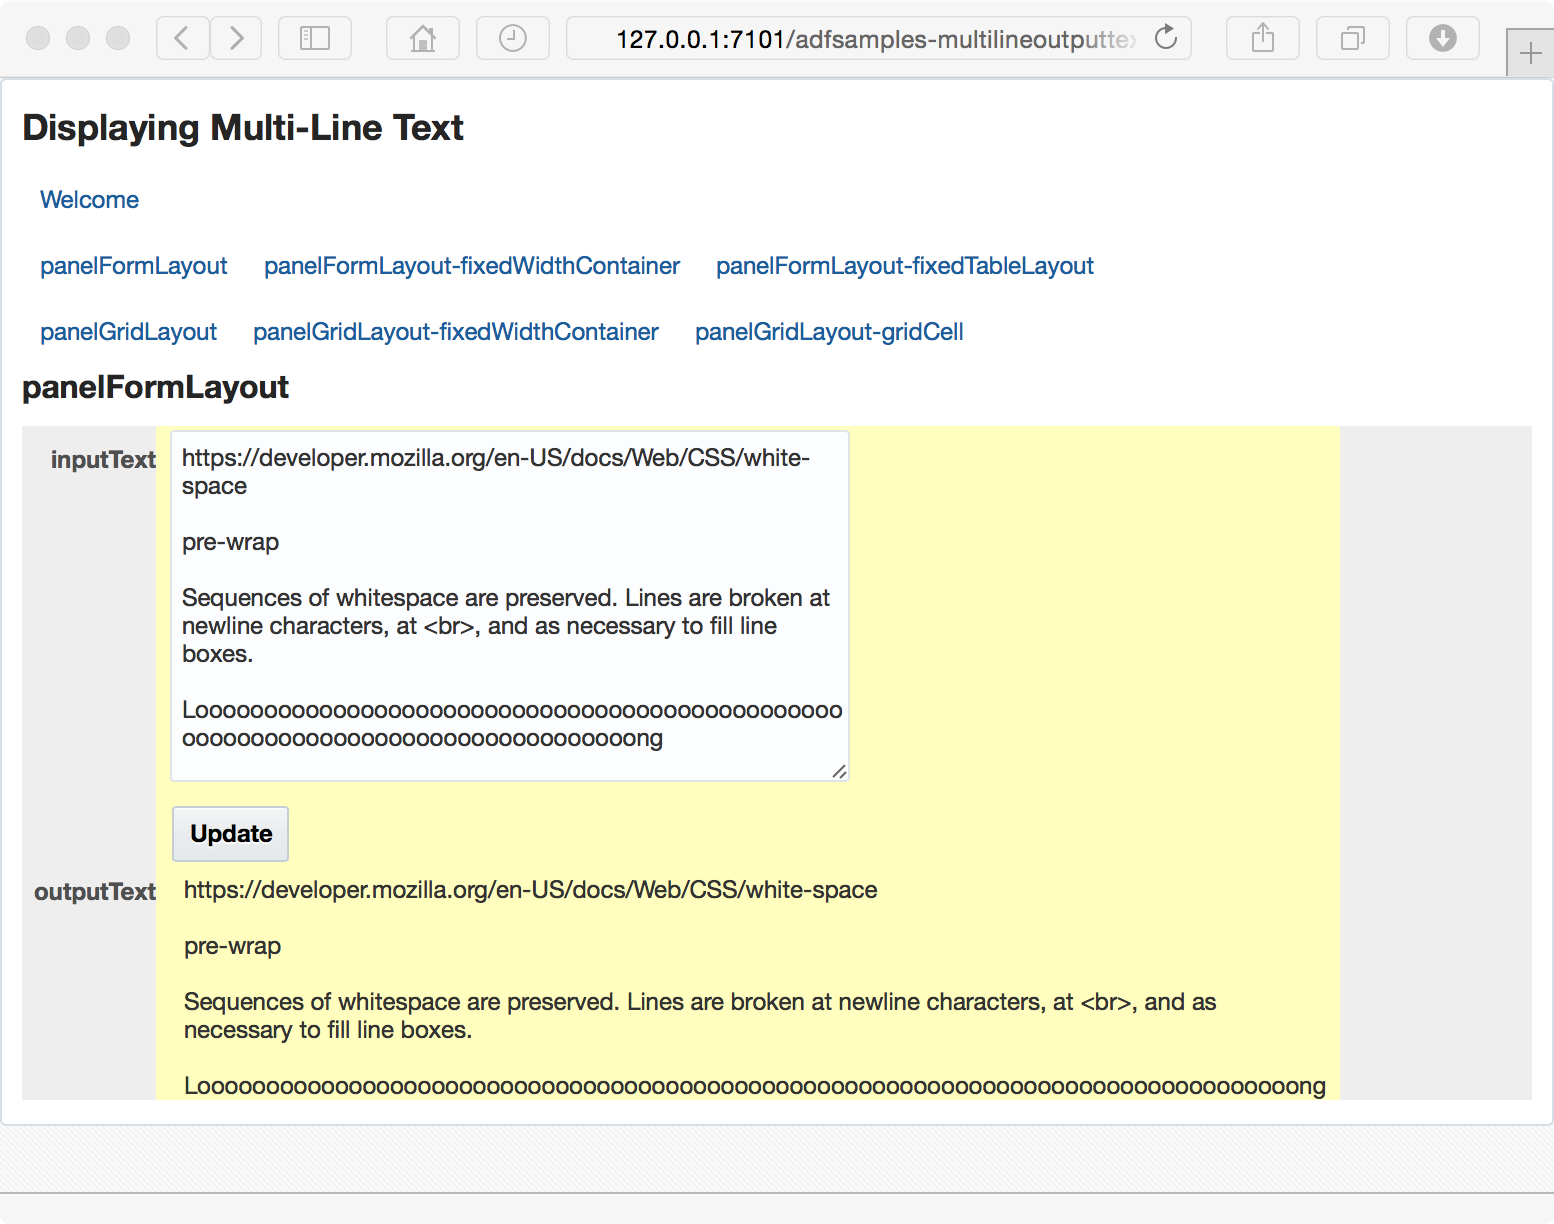 127.0.0.1:7101/adfsamples-multilineoutputtex
Displaying Multi-Line Text
Welcome
panelFormLayout panelFormLayout-fixedWidthContainer panelFormLayout-fixedTableLayout
panelGridLayout panelGridLayout-fixedWidthContainer panelGridLayout-gridCell
panelFormLayout
inputText https://developer.mozilla.org/en-US/docs/Web/CSS/white-
space
pre-wrap
Sequences of whitespace are preserved. Lines are broken at
newline characters, at <br>, and as necessary to fill line
boxes.
Looooooooooooooooooooooooooooooooooooooooooooooo
oooooooooooooooooooooooooooooooooong
Update
outputText https://developer.mozilla.org/en-US/docs/Web/CSS/white-space
pre-wrap
Sequences of whitespace are preserved. Lines are broken at newline characters, at <br>, and as
necessary to fill line boxes.
Loooooooooooooooooooooooooooooooooooooooooooooooooooooooooooooooooooooooooooooooong